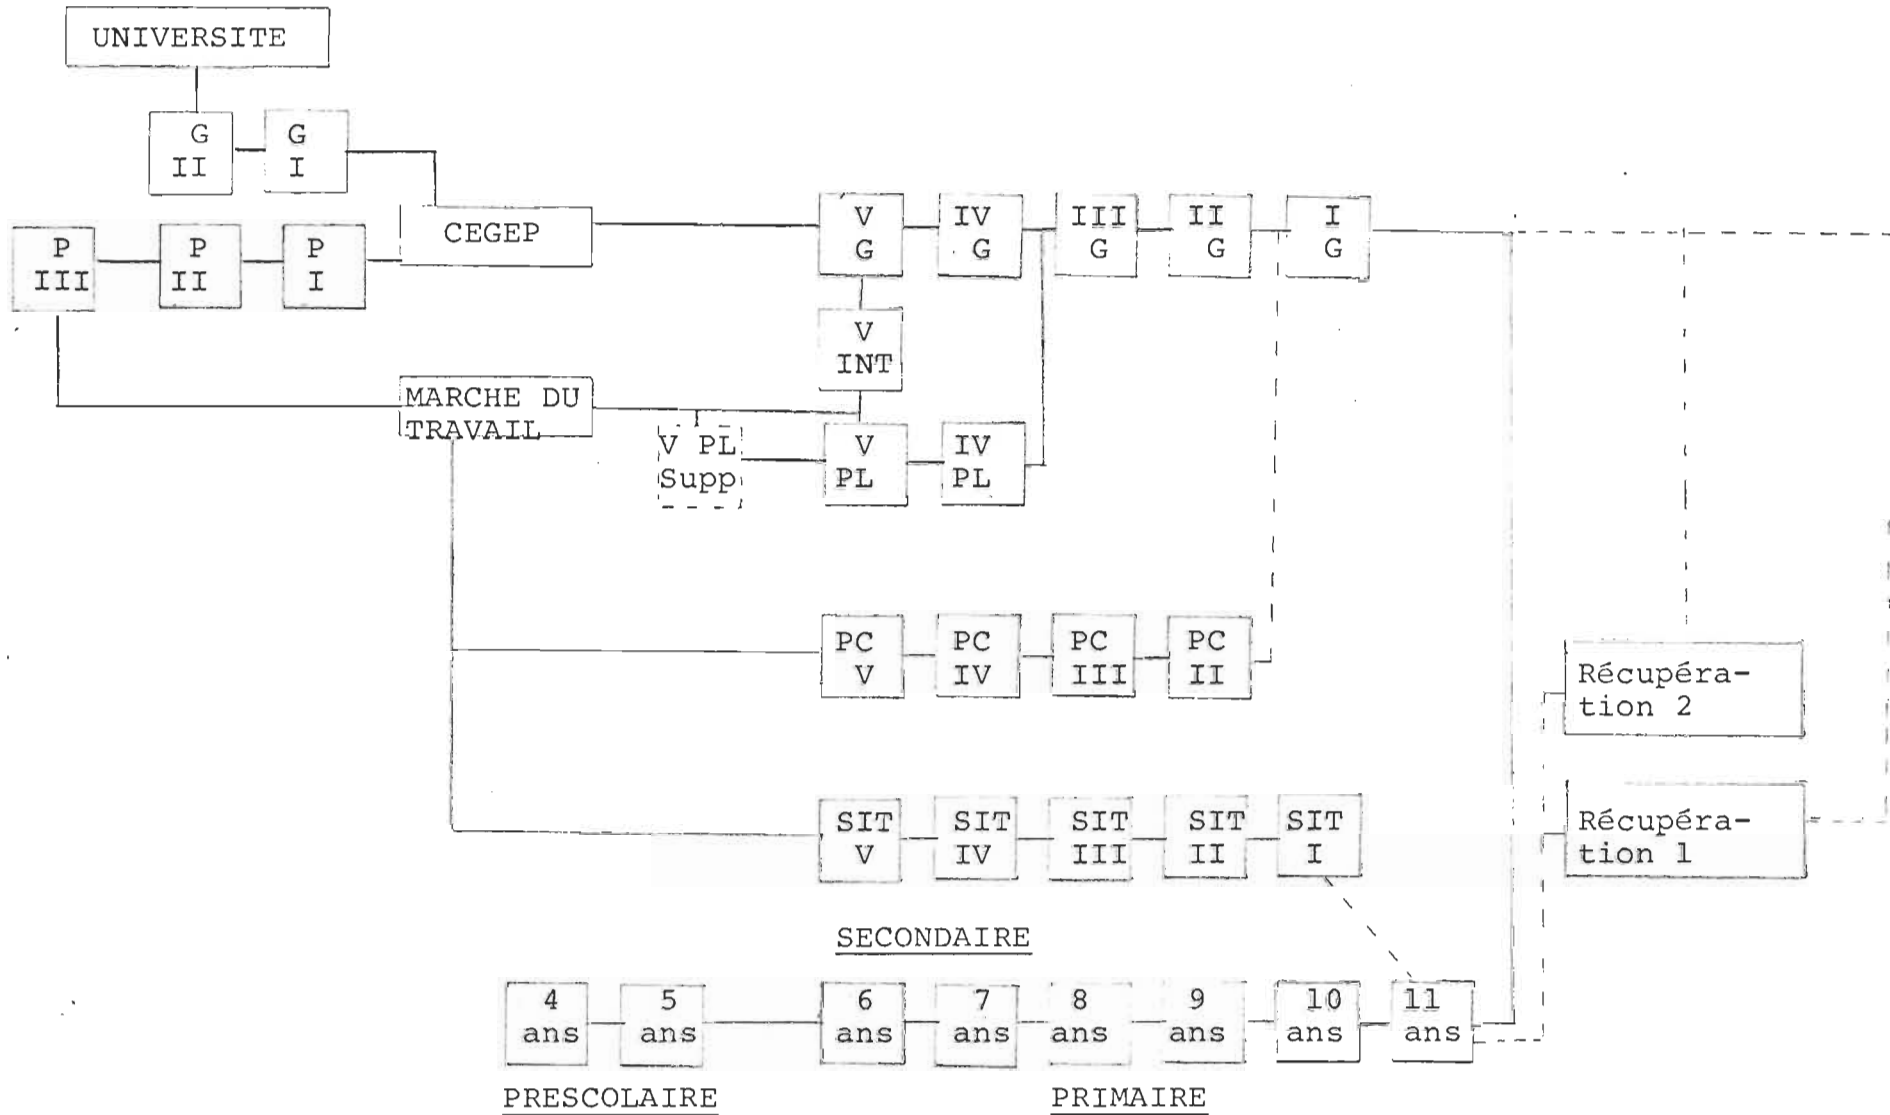 UNIVERSITE
G
II
G
I
P
III
P
II
P
I
CEGEP
V
G
IV
G
III
G
II
G
I
G
V
INT
MARCHE DU
TRAVAIL
V PL
Supp
V
PL
IV
PL
PC
V
PC
IV
PC
III
PC
II
Récupéra-
tion 2
SIT
V
SIT
IV
SIT
III
SIT
II
SIT
I
Récupéra-
tion 1
SECONDAIRE
4
ans
5
ans
6
ans
7
ans
8
ans
9
ans
10
ans
11
ans
PRESCOLAIRE
PRIMAIRE